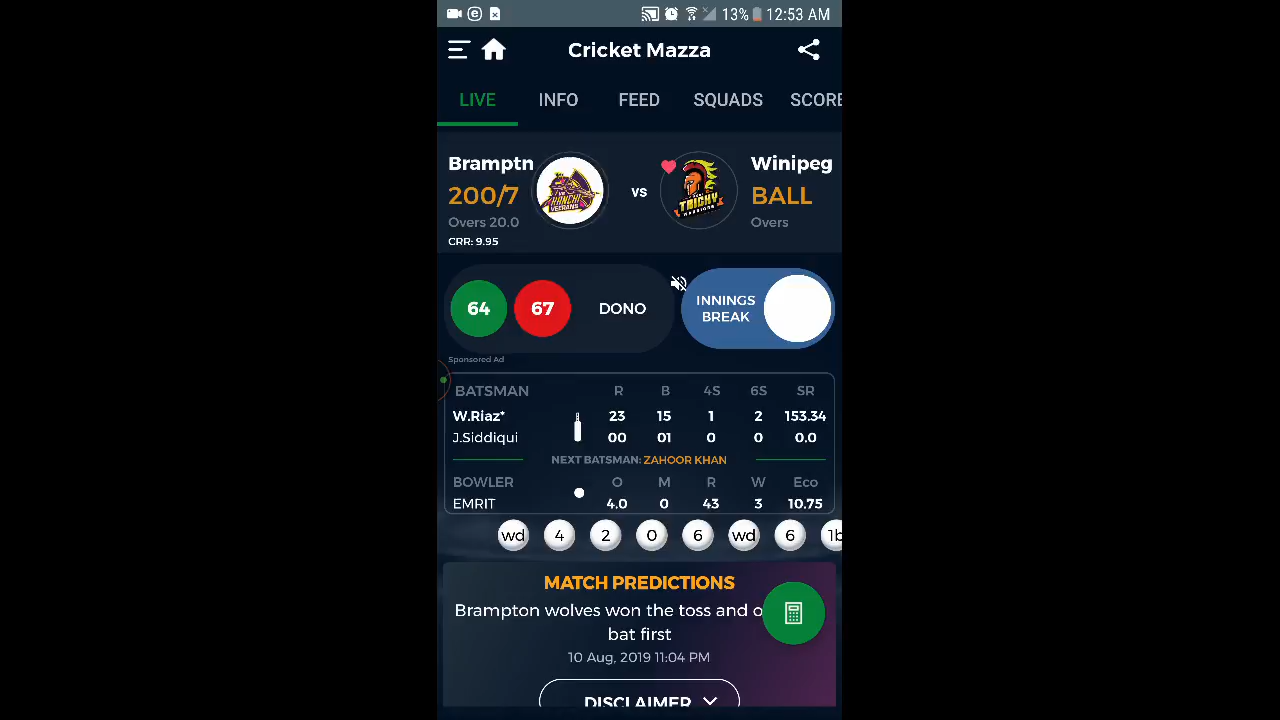 13% 12:53 AM
Cricket Mazza
LIVE INFO FEED SQUADS SCORE
Bramptn
200/7
Overs 20.0
CRR: 9.95
vs
Winipeg
BALL
Overs
TRICHY
WARRIORS
64 67 DONO
INNINGS
BREAK
Sponsored Ad
BATSMAN R B 4S 6S SR
W.Riaz* 23 15 1 2 153.34
J.Siddiqui 00 01 0 0 0.0
NEXT BATSMAN: ZAHOOR KHAN
BOWLER O M R W Eco
EMRIT 4.0 0 43 3 10.75
wd 4 2 0 6 wd 6 1b
MATCH PREDICTIONS
Brampton wolves won the toss and o
bat first
10 Aug, 2019 11:04 PM
DISCLAIMER